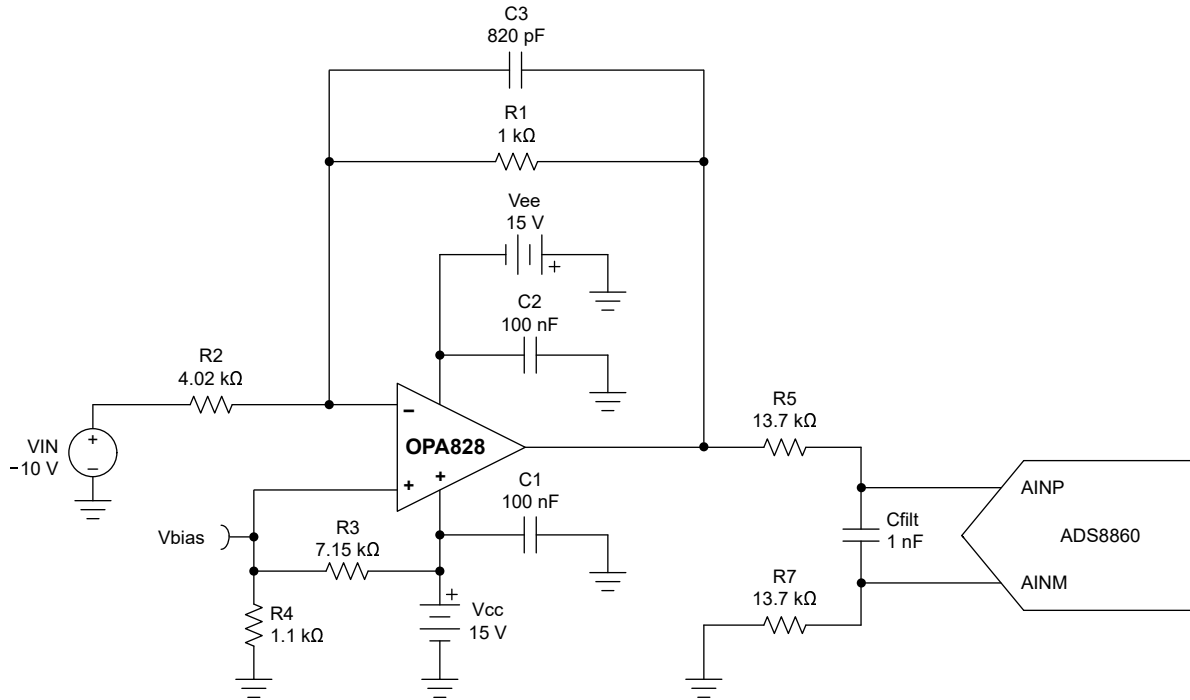 C3
820 pF
R1
1 kΩ
Vee
15 V
+
C2
100 nF
R2
4.02 kΩ
VIN
−10 V
+
−
−
OPA828
+
+
R5
13.7 kΩ
C1
100 nF
AINP
Vbias
R3
7.15 kΩ
Cfilt
1 nF
ADS8860
AINM
R7
13.7 kΩ
R4
1.1 kΩ
+
Vcc
15 V